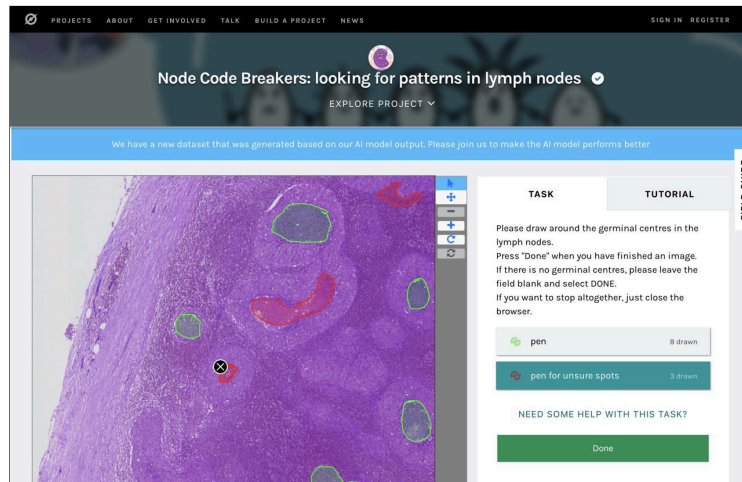 PROJECTS ABOUT GET INVOLVED TALK BUILD A PROJECT NEWS SIGN IN REGISTER
Node Code Breakers: looking for patterns in lymph nodes
EXPLORE PROJECT
We have a new dataset that was generated based on our AI model output. Please join us to make the AI model performs better
TASK TUTORIAL
Please draw around the germinal centres in the
lymph nodes.
Press "Done" when you have finished an image.
If there is no germinal centres, please leave the
field blank and select DONE.
If you want to stop altogether, just close the
browser.
pen 8 drawn
pen for unsure spots 3 drawn
NEED SOME HELP WITH THIS TASK?
Done